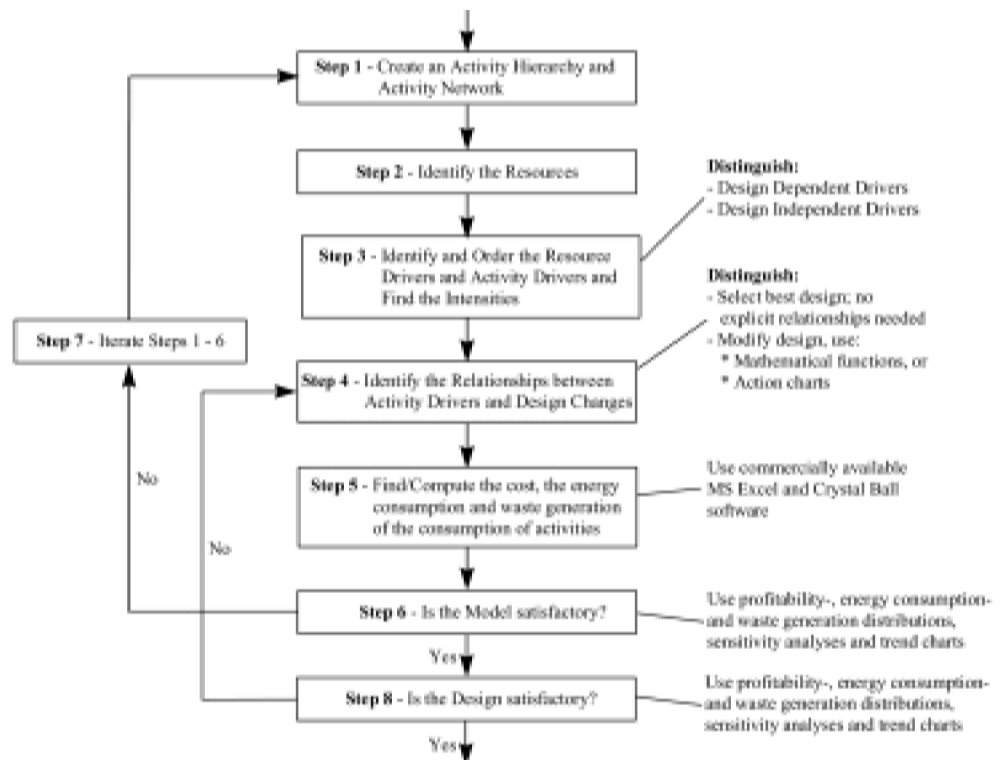 Step 1 - Create an Activity Hierarchy and
Activity Network
Step 2 - Identify the Resources
Distinguish:
- Design Dependent Drivers
- Design Independent Drivers
Step 3 - Identify and Order the Resource
Drivers and Activity Drivers and
Find the Intensities
Distinguish:
- Select best design; no
explicit relationships needed
- Modify design, use:
* Mathematical functions, or
* Action charts
Step 7 - Iterate Steps 1 - 6
Step 4 - Identify the Relationships between
Activity Drivers and Design Changes
No
Step 5 - Find/Compute the cost, the energy
consumption and waste generation
of the consumption of activities
Use commercially available
MS Excel and Crystal Ball
software
No
Step 6 - Is the Model satisfactory?
Use profitability-, energy consumption-
and waste generation distributions,
sensitivity analyses and trend charts
Yes
Step 8 - Is the Design satisfactory?
Use profitability-, energy consumption-
and waste generation distributions,
sensitivity analyses and trend charts
Yes